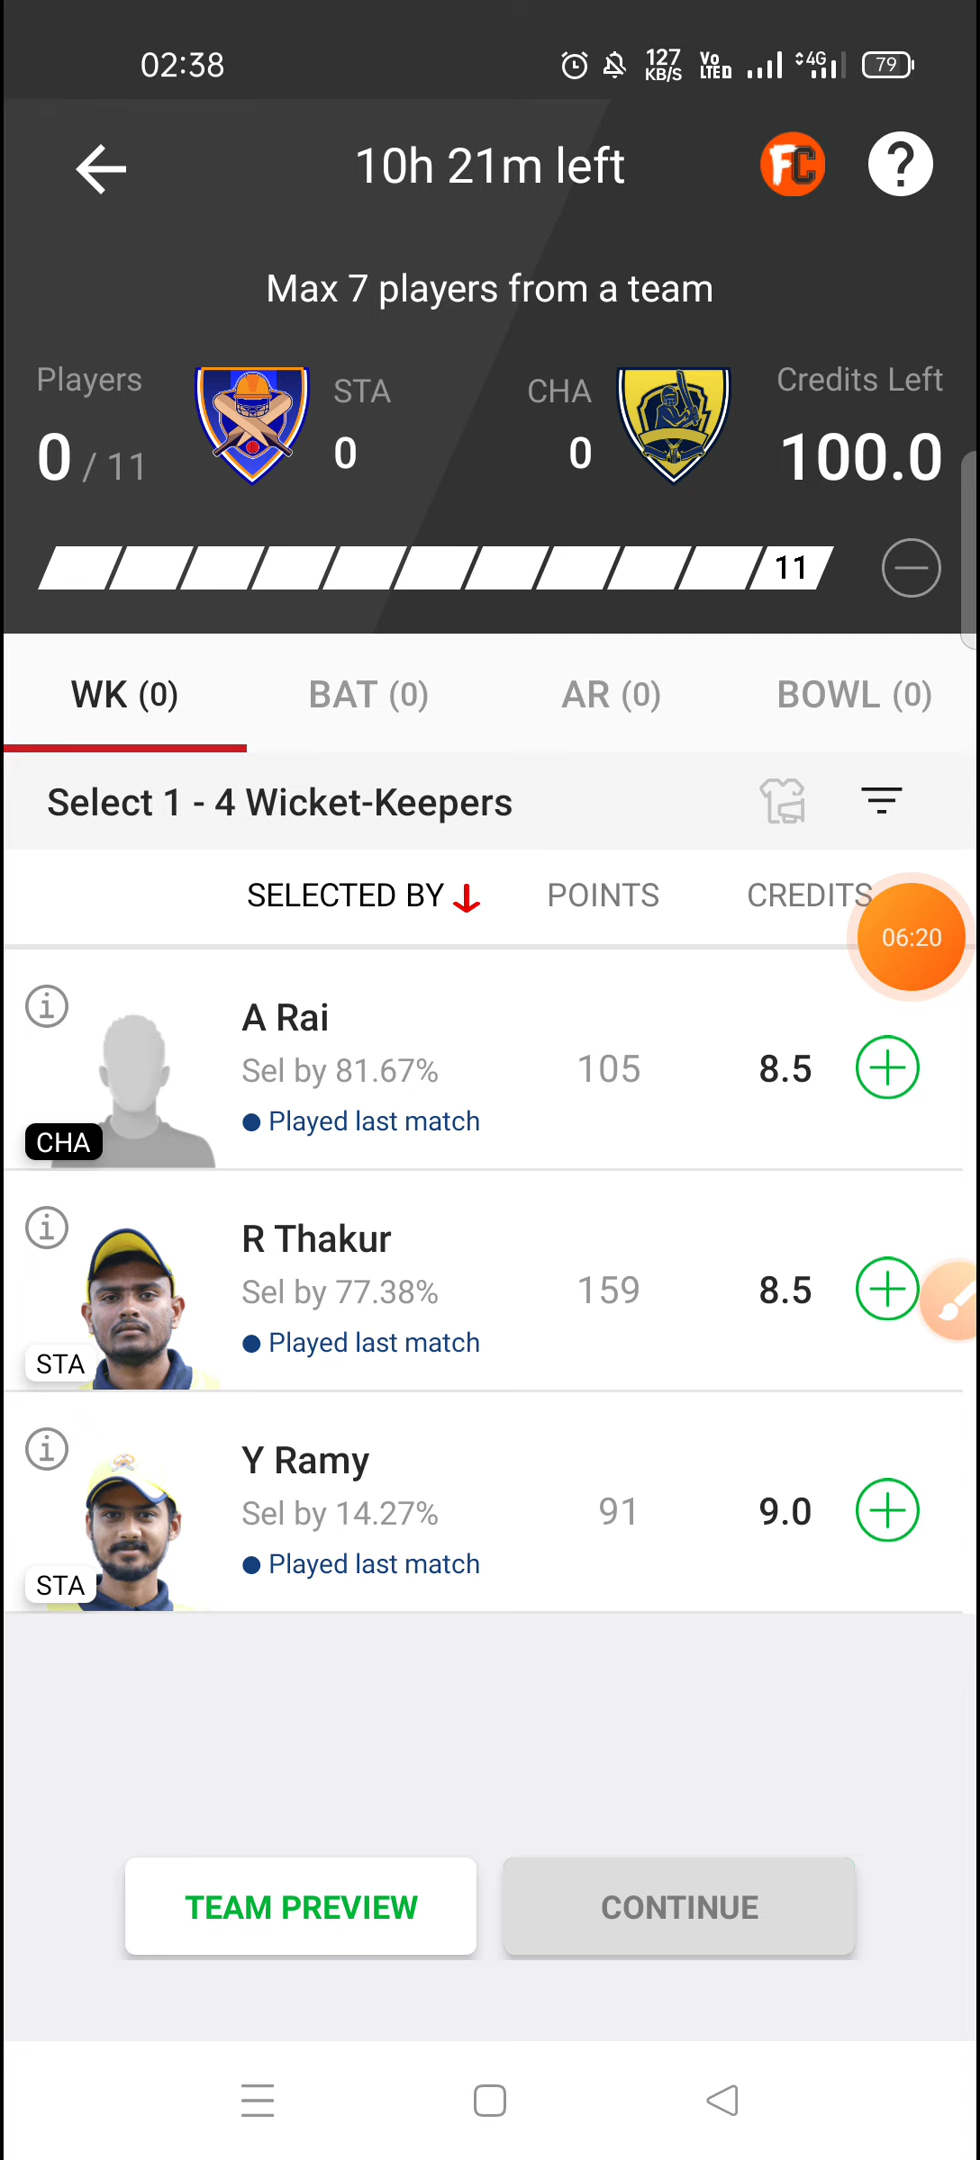 02:38
127 KB/S
Vo LTED
4G
79
10h 21m left
FC
?
Max 7 players from a team
Players
STA
CHA
Credits Left
0 / 11
0
0
100.0
11
WK (0)
BAT (0)
AR (0)
BOWL (0)
Select 1 - 4 Wicket-Keepers
SELECTED BY
POINTS
CREDITS
06:20
A Rai
Sel by 81.67%
105
8.5
Played last match
CHA
R Thakur
Sel by 77.38%
159
8.5
Played last match
STA
Y Ramy
Sel by 14.27%
91
9.0
Played last match
STA
TEAM PREVIEW
CONTINUE